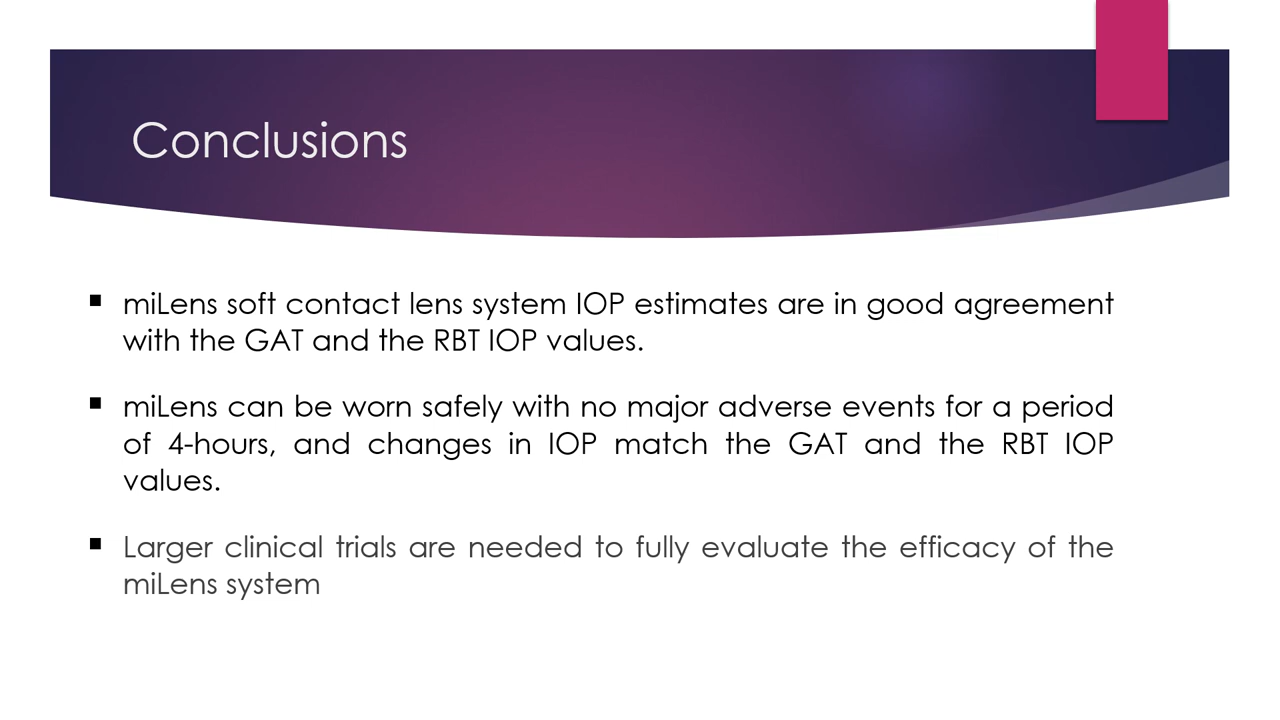 Conclusions
▪ miLens soft contact lens system IOP estimates are in good agreement
with the GAT and the RBT IOP values.
▪ miLens can be worn safely with no major adverse events for a period
of 4-hours, and changes in IOP match the GAT and the RBT IOP
values.
▪ Larger clinical trials are needed to fully evaluate the efficacy of the
miLens system